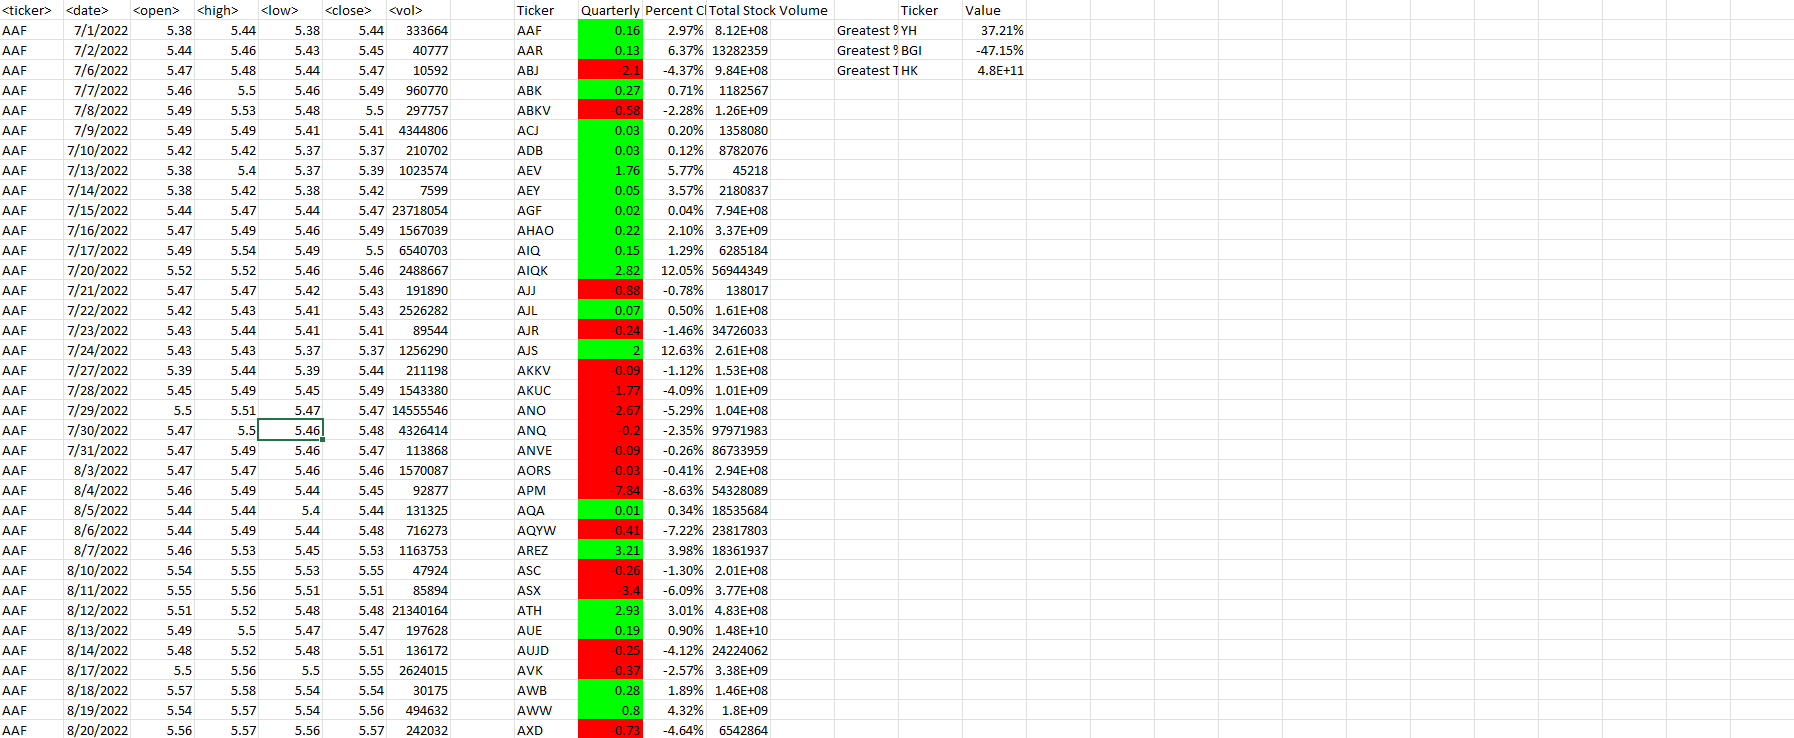 <ticker> <date> <open> <high> <low> <close> <vol> Ticker Quarterly Percent Cl Total Stock Volume Ticker Value
AAF 7/1/2022 5.38 5.44 5.38 5.44 333664 AAF 0.16 2.97% 8.12E+08 Greatest % YH 37.21%
AAF 7/2/2022 5.44 5.46 5.43 5.45 40777 AAR 0.13 6.37% 13282359 Greatest % BGI -47.15%
AAF 7/6/2022 5.47 5.48 5.44 5.47 10592 ABJ -2.1 -4.37% 9.84E+08 Greatest T HK 4.8E+11
AAF 7/7/2022 5.46 5.5 5.46 5.49 960770 ABK 0.27 0.71% 1182567
AAF 7/8/2022 5.49 5.53 5.48 5.5 297757 ABKV -0.58 -2.28% 1.26E+09
AAF 7/9/2022 5.49 5.49 5.41 5.41 4344806 ACJ 0.03 0.20% 1358080
AAF 7/10/2022 5.42 5.42 5.37 5.37 210702 ADB 0.03 0.12% 8782076
AAF 7/13/2022 5.38 5.4 5.37 5.39 1023574 AEV 1.76 5.77% 45218
AAF 7/14/2022 5.38 5.42 5.38 5.42 7599 AEY 0.05 3.57% 2180837
AAF 7/15/2022 5.44 5.47 5.44 5.47 23718054 AGF 0.02 0.04% 7.94E+08
AAF 7/16/2022 5.47 5.49 5.46 5.49 1567039 AHAO 0.22 2.10% 3.37E+09
AAF 7/17/2022 5.49 5.54 5.49 5.5 6540703 AIQ 0.15 1.29% 6285184
AAF 7/20/2022 5.52 5.52 5.46 5.46 2488667 AIQK 2.82 12.05% 56944349
AAF 7/21/2022 5.47 5.47 5.42 5.43 191890 AJJ -0.88 -0.78% 138017
AAF 7/22/2022 5.42 5.43 5.41 5.43 2526282 AJL 0.07 0.50% 1.61E+08
AAF 7/23/2022 5.43 5.44 5.41 5.41 89544 AJR -0.24 -1.46% 34726033
AAF 7/24/2022 5.43 5.43 5.37 5.37 1256290 AJS 2 12.63% 2.61E+08
AAF 7/27/2022 5.39 5.44 5.39 5.44 211198 AKKV -0.09 -1.12% 1.53E+08
AAF 7/28/2022 5.45 5.49 5.45 5.49 1543380 AKUC -1.77 -4.09% 1.01E+09
AAF 7/29/2022 5.5 5.51 5.47 5.47 14555546 ANO -2.67 -5.29% 1.04E+08
AAF 7/30/2022 5.47 5.5 5.46 5.48 4326414 ANQ -0.2 -2.35% 97971983
AAF 7/31/2022 5.47 5.49 5.46 5.47 113868 ANVE -0.09 -0.26% 86733959
AAF 8/3/2022 5.47 5.47 5.46 5.46 1570087 AORS -0.03 -0.41% 2.94E+08
AAF 8/4/2022 5.46 5.49 5.44 5.45 92877 APM -7.84 -8.63% 54328089
AAF 8/5/2022 5.44 5.44 5.4 5.44 131325 AQA 0.01 0.34% 18535684
AAF 8/6/2022 5.44 5.49 5.44 5.48 716273 AQYW -0.41 -7.22% 23817803
AAF 8/7/2022 5.46 5.53 5.45 5.53 1163753 AREZ 3.21 3.98% 18361937
AAF 8/10/2022 5.54 5.55 5.53 5.55 47924 ASC -0.26 -1.30% 2.01E+08
AAF 8/11/2022 5.55 5.56 5.51 5.51 85894 ASX -3.4 -6.09% 3.77E+08
AAF 8/12/2022 5.51 5.52 5.48 5.48 21340164 ATH 2.93 3.01% 4.83E+08
AAF 8/13/2022 5.49 5.5 5.47 5.47 197628 AUE 0.19 0.90% 1.48E+10
AAF 8/14/2022 5.48 5.52 5.48 5.51 136172 AUJD -0.25 -4.12% 24224062
AAF 8/17/2022 5.5 5.56 5.5 5.55 2624015 AVK -0.37 -2.57% 3.38E+09
AAF 8/18/2022 5.57 5.58 5.54 5.54 30175 AWB 0.28 1.89% 1.46E+08
AAF 8/19/2022 5.54 5.57 5.54 5.56 494632 AWW 0.8 4.32% 1.8E+09
AAF 8/20/2022 5.56 5.57 5.56 5.57 242032 AXD -0.73 -4.64% 6542864